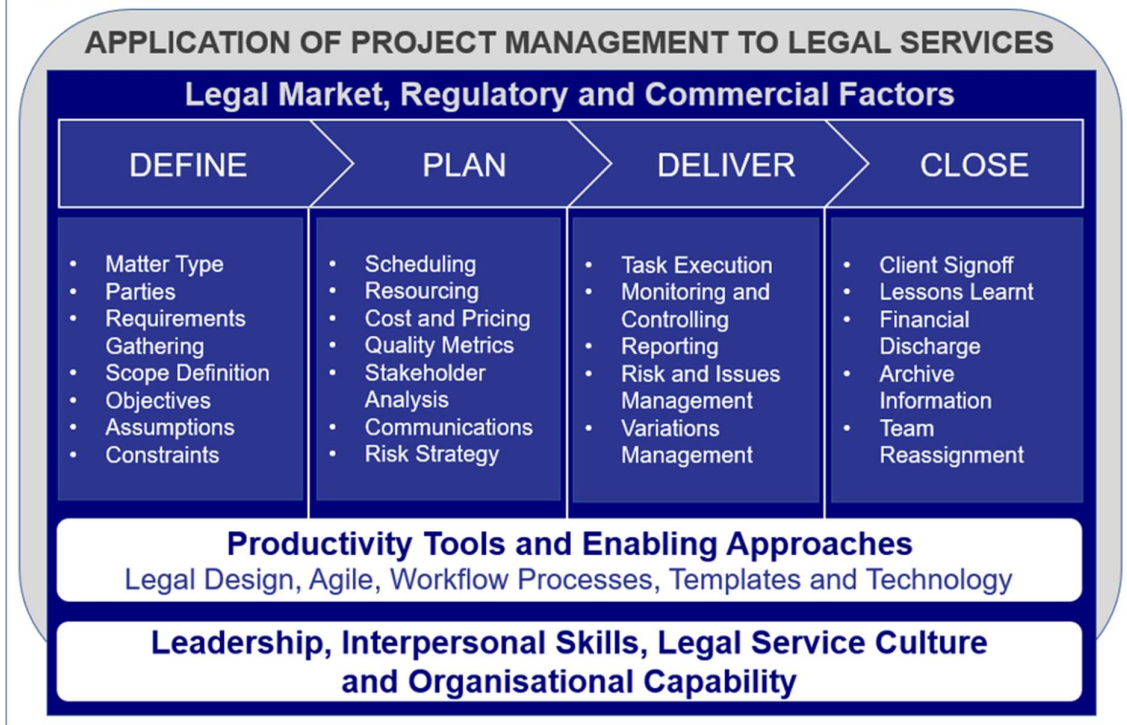 APPLICATION OF PROJECT MANAGEMENT TO LEGAL SERVICES
Legal Market, Regulatory and Commercial Factors
DEFINE
PLAN
DELIVER
CLOSE
• Matter Type
• Parties
• Requirements
Gathering
• Scope Definition
• Objectives
• Assumptions
• Constraints
• Scheduling
• Resourcing
• Cost and Pricing
• Quality Metrics
• Stakeholder
Analysis
• Communications
• Risk Strategy
• Task Execution
• Monitoring and
Controlling
• Reporting
• Risk and Issues
Management
• Variations
Management
• Client Signoff
• Lessons Learnt
• Financial
Discharge
• Archive
Information
• Team
Reassignment
Productivity Tools and Enabling Approaches
Legal Design, Agile, Workflow Processes, Templates and Technology
Leadership, Interpersonal Skills, Legal Service Culture
and Organisational Capability